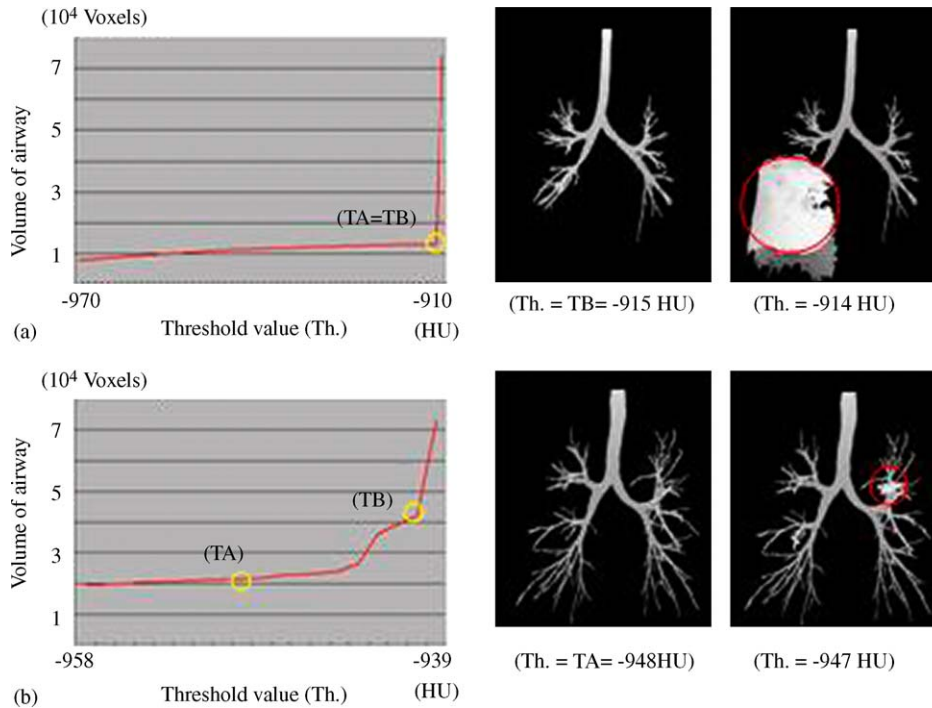 (10⁴ Voxels)
7
5
3
1
Volume of airway
(TA=TB)
-970
-910
Threshold value (Th.)
(HU)
(a)
(Th. = TB= -915 HU)
(Th. = -914 HU)
(10⁴ Voxels)
7
5
3
1
Volume of airway
(TB)
(TA)
-958
-939
Threshold value (Th.)
(HU)
(b)
(Th. = TA= -948HU)
(Th. = -947 HU)